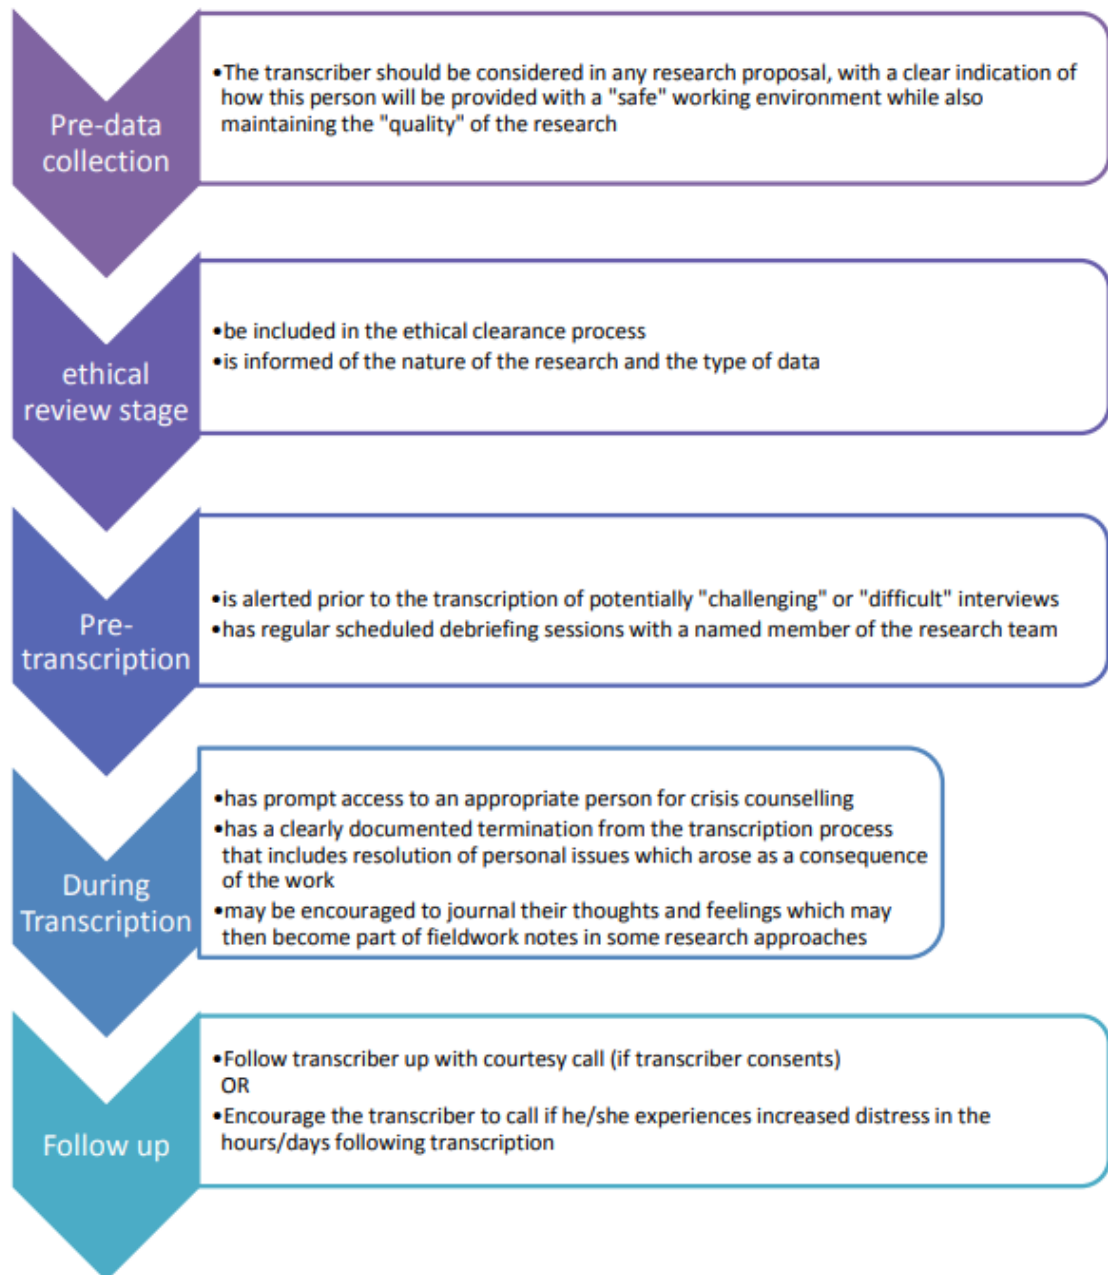 Pre-data
collection
•The transcriber should be considered in any research proposal, with a clear indication of
how this person will be provided with a "safe" working environment while also
maintaining the "quality" of the research
ethical
review stage
•be included in the ethical clearance process
•is informed of the nature of the research and the type of data
Pre-
transcription
•is alerted prior to the transcription of potentially "challenging" or "difficult" interviews
•has regular scheduled debriefing sessions with a named member of the research team
During
Transcription
•has prompt access to an appropriate person for crisis counselling
•has a clearly documented termination from the transcription process
that includes resolution of personal issues which arose as a consequence
of the work
•may be encouraged to journal their thoughts and feelings which may
then become part of fieldwork notes in some research approaches
Follow up
•Follow transcriber up with courtesy call (if transcriber consents)
OR
•Encourage the transcriber to call if he/she experiences increased distress in the
hours/days following transcription